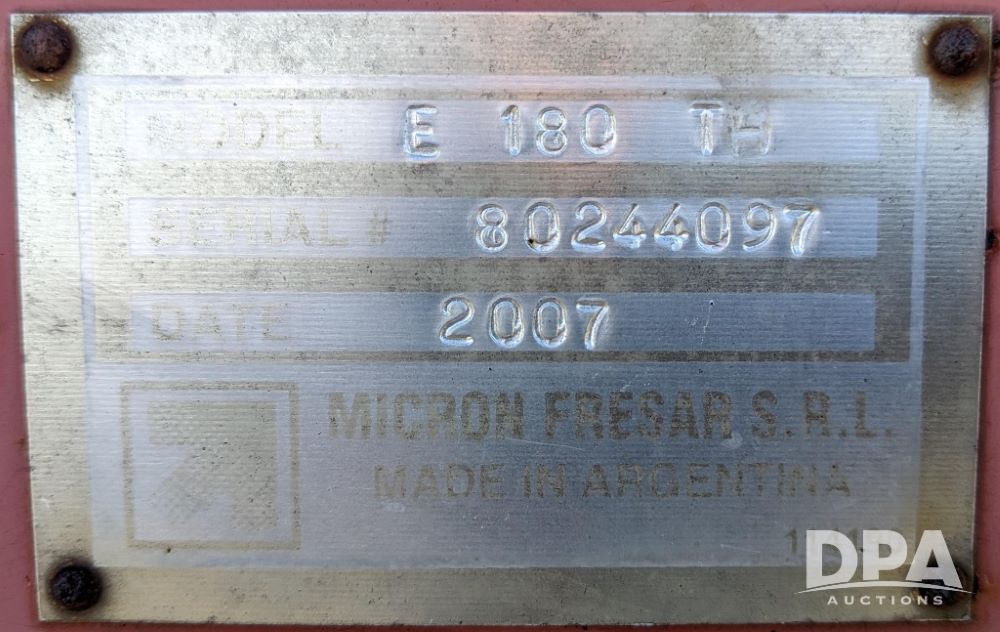 MODEL E 180 TH
SERIAL # 80244097
DATE 2007
MICRON FRESAR S.R.L.
MADE IN ARGENTINA
DPA
AUCTIONS